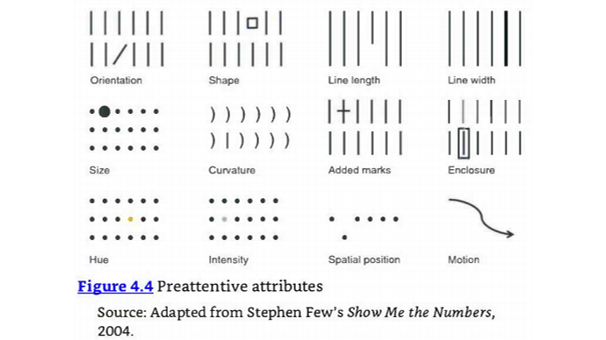 Orientation
Shape
Line length
Line width
Size
Curvature
Added marks
Enclosure
Hue
Intensity
Spatial position
Motion
Figure 4.4 Preattentive attributes
Source: Adapted from Stephen Few's Show Me the Numbers,
2004.